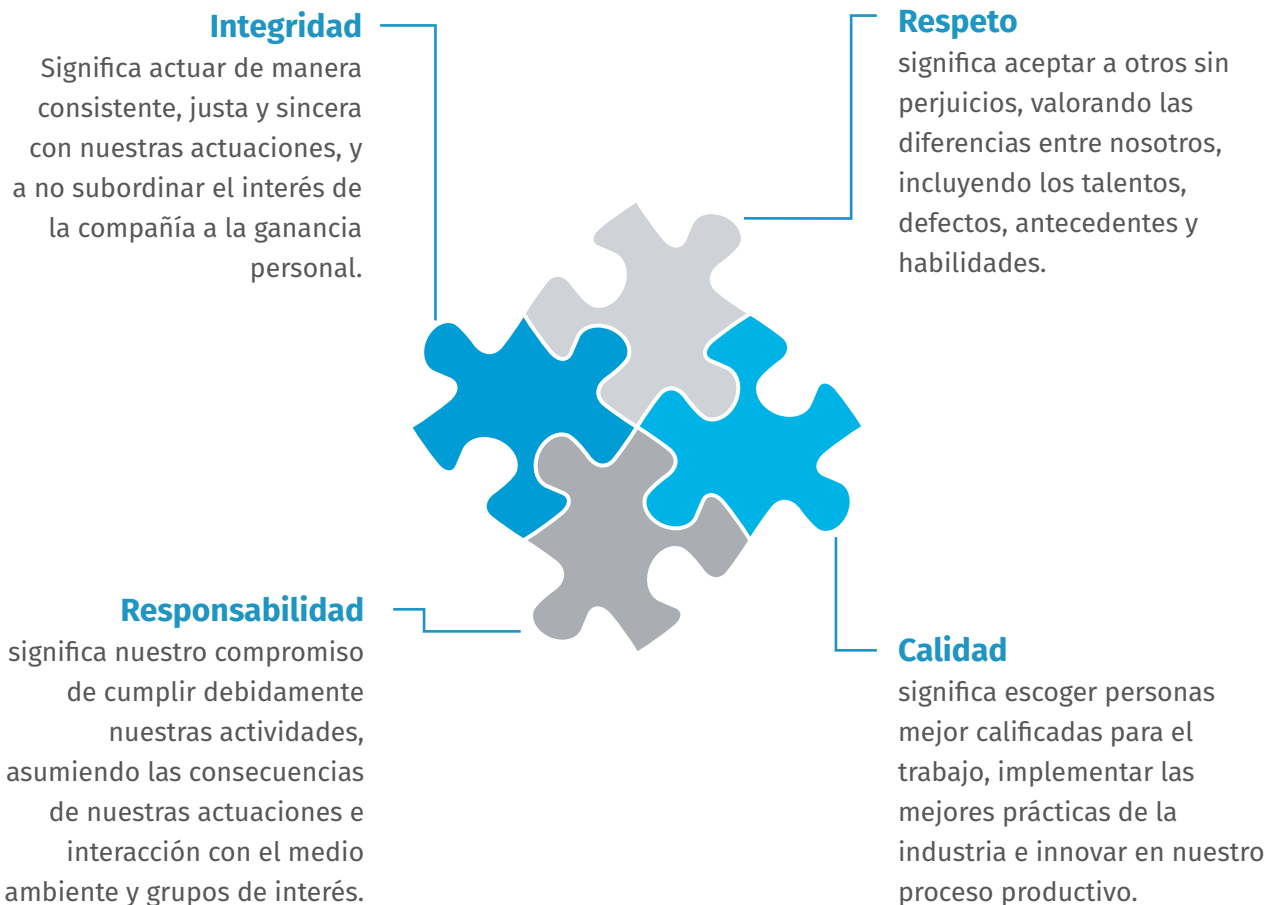 Integridad
Significa actuar de manera
consistente, justa y sincera
con nuestras actuaciones, y
a no subordinar el interés de
la compañía a la ganancia
personal.
Respeto
significa aceptar a otros sin
perjuicios, valorando las
diferencias entre nosotros,
incluyendo los talentos,
defectos, antecedentes y
habilidades.
Responsabilidad
significa nuestro compromiso
de cumplir debidamente
nuestras actividades,
asumiendo las consecuencias
de nuestras actuaciones e
interacción con el medio
ambiente y grupos de interés.
Calidad
significa escoger personas
mejor calificadas para el
trabajo, implementar las
mejores prácticas de la
industria e innovar en nuestro
proceso productivo.